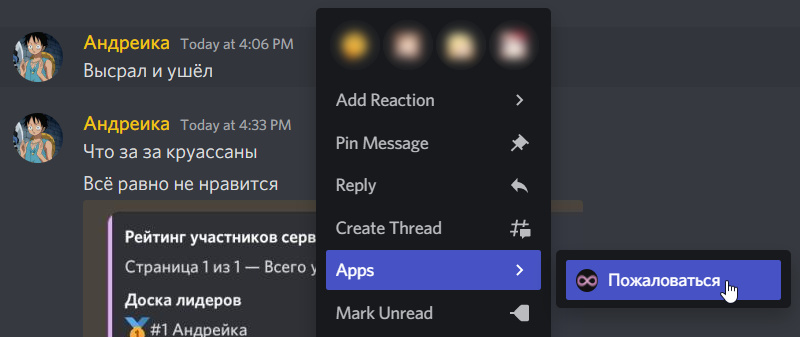 Андреика Today at 4:06 PM
Высрал и ушёл
Андреика Today at 4:33 PM
Что за за круассаны
Всё равно не нравится
Рейтинг участников серв
Страница 1 из 1 — Всего у
Доска лидеров
#1 Андрейка
Add Reaction
Pin Message
Reply
Create Thread
Apps
Mark Unread
Пожаловаться